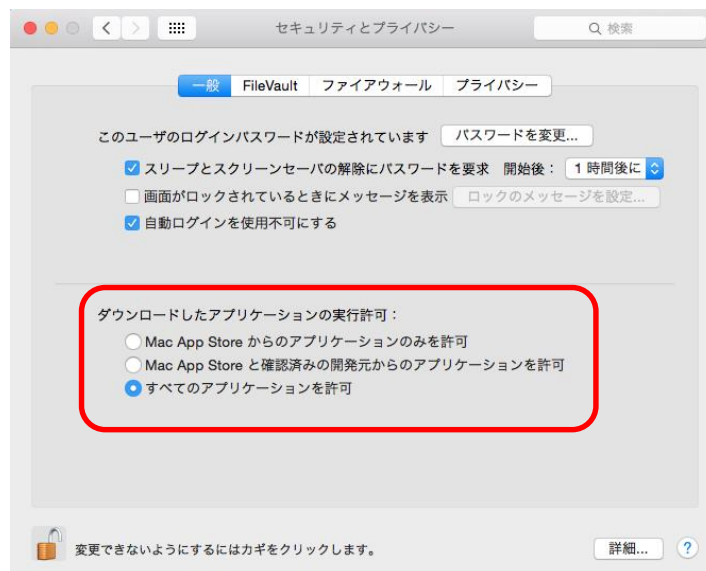 セキュリティとプライバシー
検索
一般 FileVault ファイアウォール プライバシー
このユーザのログインパスワードが設定されています パスワードを変更...
スリープとスクリーンセーバの解除にパスワードを要求 開始後： 1 時間後に
画面がロックされているときにメッセージを表示 ロックのメッセージを設定...
自動ログインを使用不可にする
ダウンロードしたアプリケーションの実行許可：
Mac App Store からのアプリケーションのみを許可
Mac App Store と確認済みの開発元からのアプリケーションを許可
すべてのアプリケーションを許可
変更できないようにするにはカギをクリックします。 詳細... ?